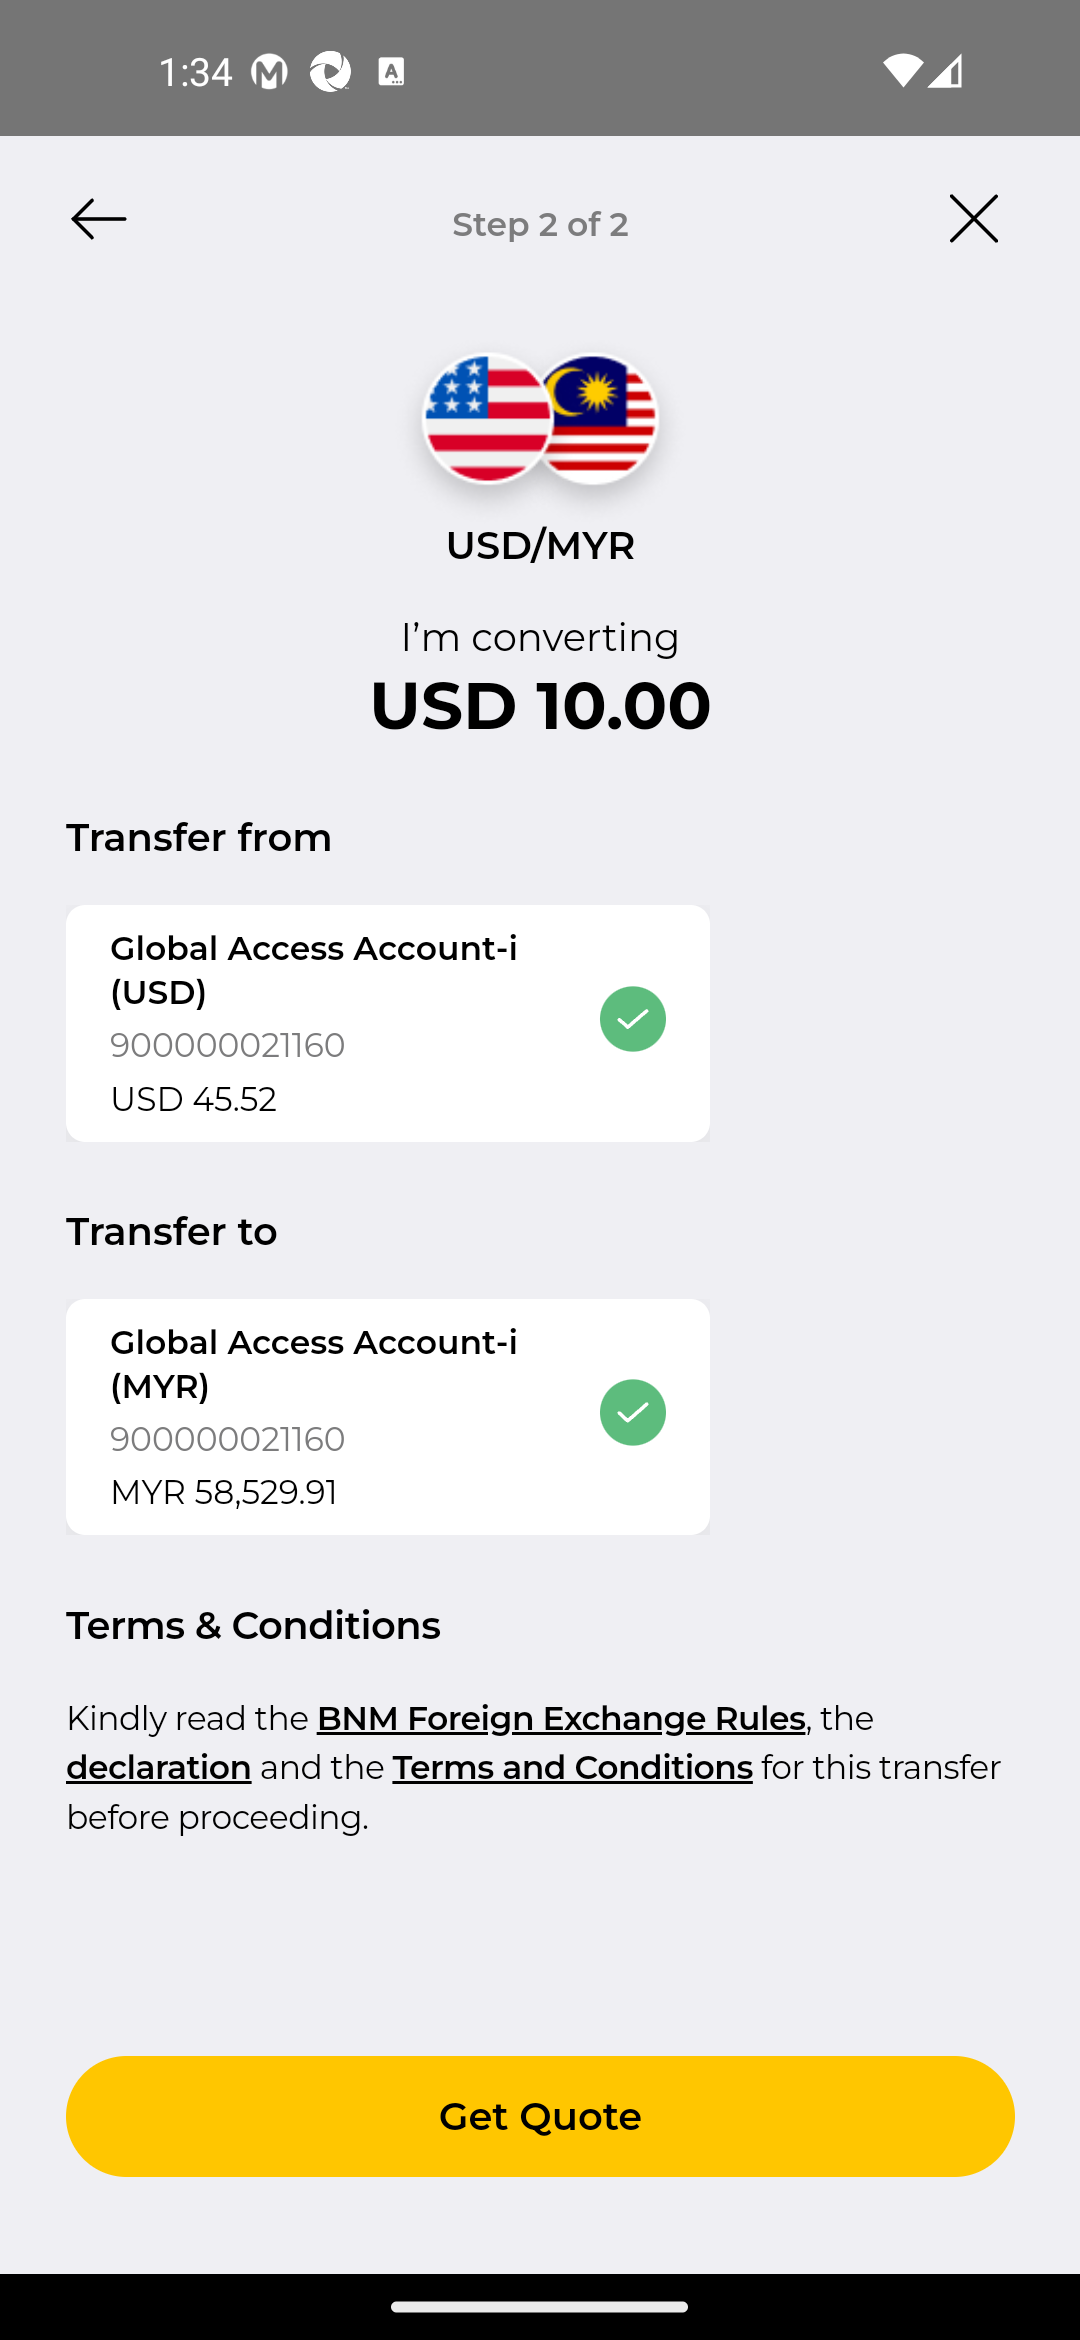 1:34
Step 2 of 2
USD/MYR
I’m converting
USD 10.00
Transfer from
Global Access Account-i
(USD)
900000021160
USD 45.52
Transfer to
Global Access Account-i
(MYR)
900000021160
MYR 58,529.91
Terms & Conditions
Kindly read the BNM Foreign Exchange Rules, the
declaration and the Terms and Conditions for this transfer
before proceeding.
Get Quote